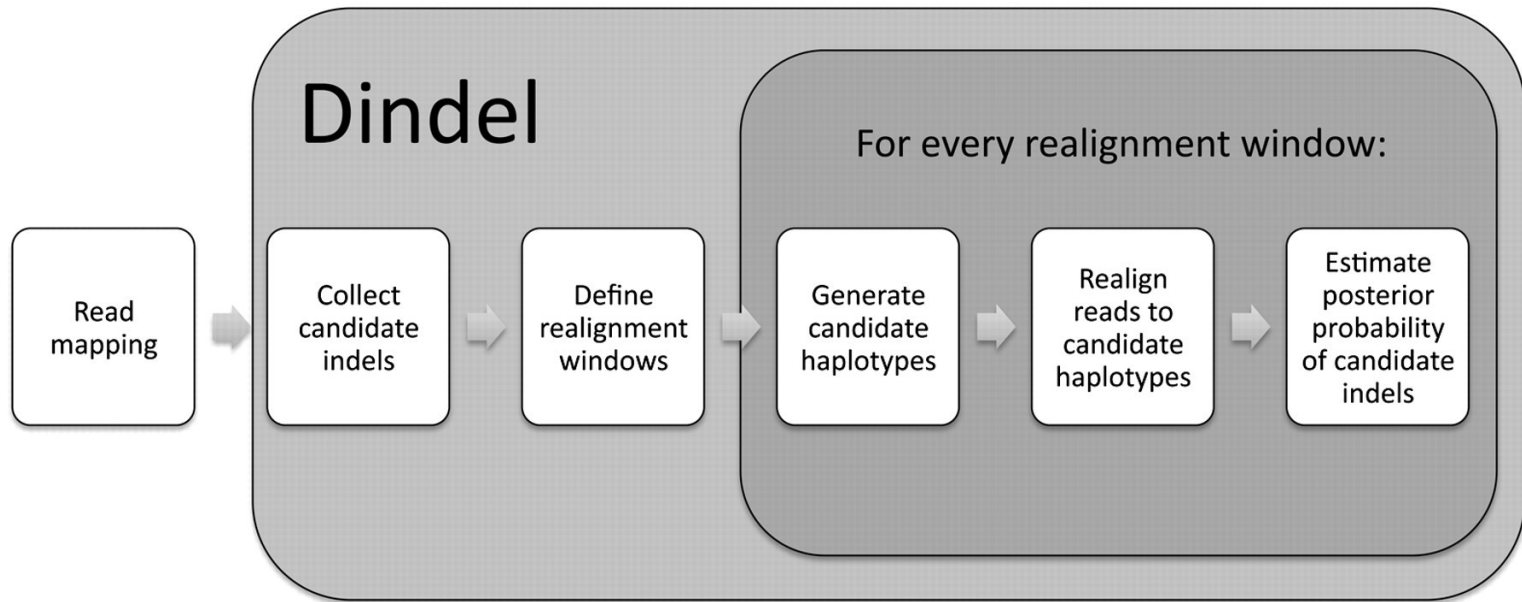 Dindel
For every realignment window:
Read
mapping
Collect
candidate
indels
Define
realignment
windows
Generate
candidate
haplotypes
Realign
reads to
candidate
haplotypes
Estimate
posterior
probability
of candidate
indels